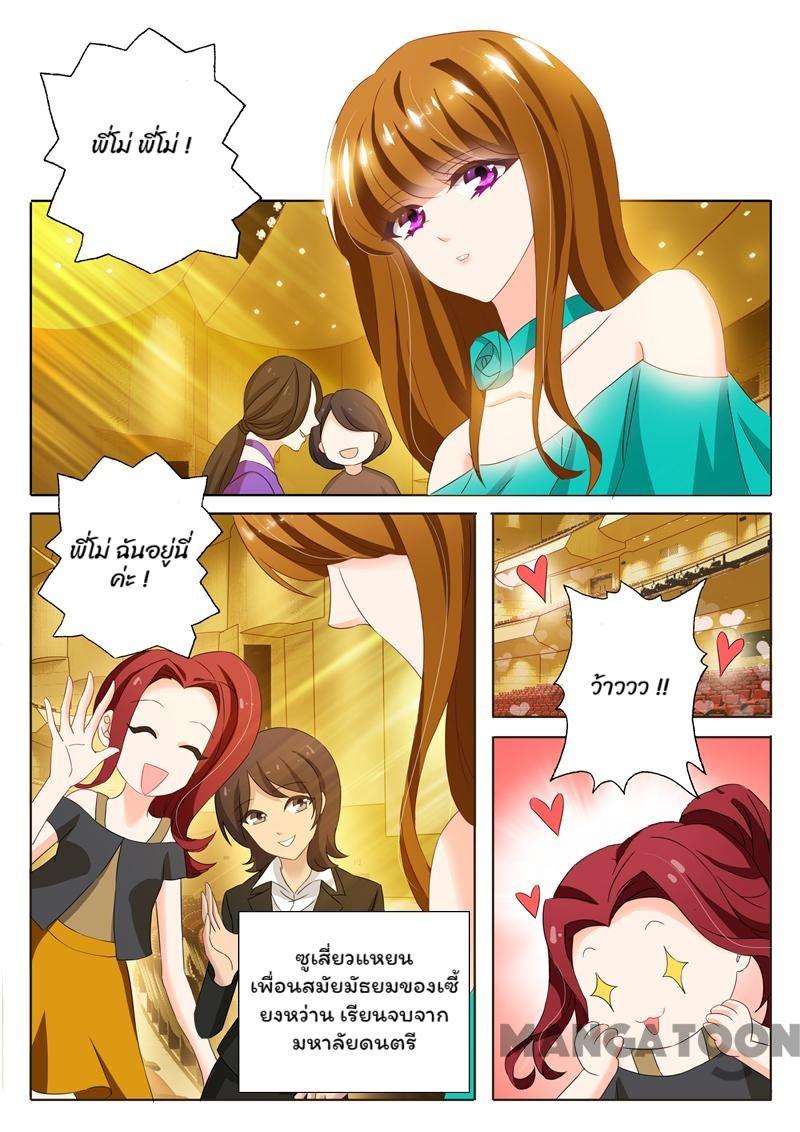 พี่โม่ พี่โม่ !
พี่โม่ ฉันอยู่นี่
ค่ะ !
ว้าววว !!
ซูเสี่ยวแหยน
เพื่อนสมัยมัธยมของเซี้
ยงหว่าน เรียนจบจาก
มหาลัยดนตรี
MANGATOON